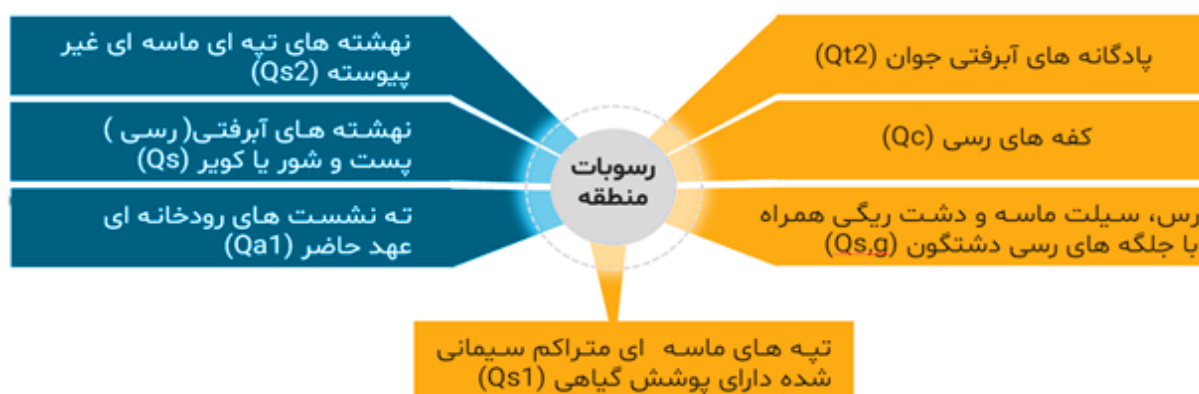 پادگانه های آبرفتی جوان (Qt2)
کفه های رسی (Qc)
رس، سیلت ماسه و دشت ریگی همراه
با جلگه های رسی دشتگون (Qs,g)
رسوبات
منطقه
نهشته های تپه ای ماسه ای غیر
پیوسته (Qs2)
نهشته های آبرفتی( رسی )
پست و شور یا کویر (Qs)
ته نشست های رودخانه ای
عهد حاضر (Qa1)
تپه های ماسه ای متراکم سیمانی
شده دارای پوشش گیاهی (Qs1)